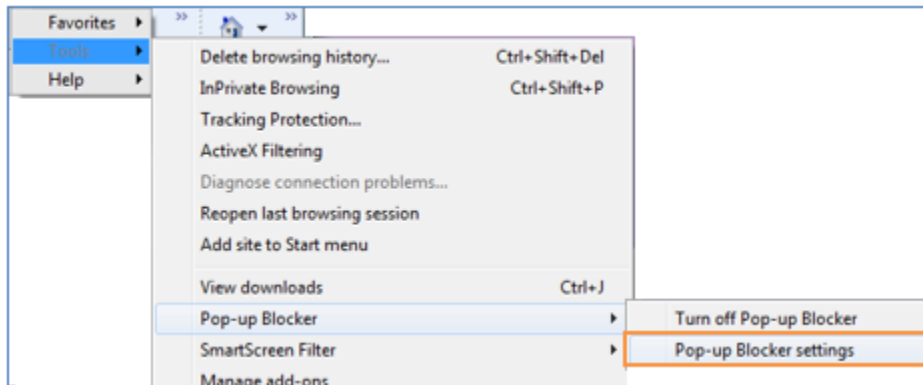 Favorites
Tools
Help
Delete browsing history... Ctrl+Shift+Del
InPrivate Browsing Ctrl+Shift+P
Tracking Protection...
ActiveX Filtering
Diagnose connection problems...
Reopen last browsing session
Add site to Start menu
View downloads Ctrl+J
Pop-up Blocker
Turn off Pop-up Blocker
SmartScreen Filter
Pop-up Blocker settings
Manage add-ons